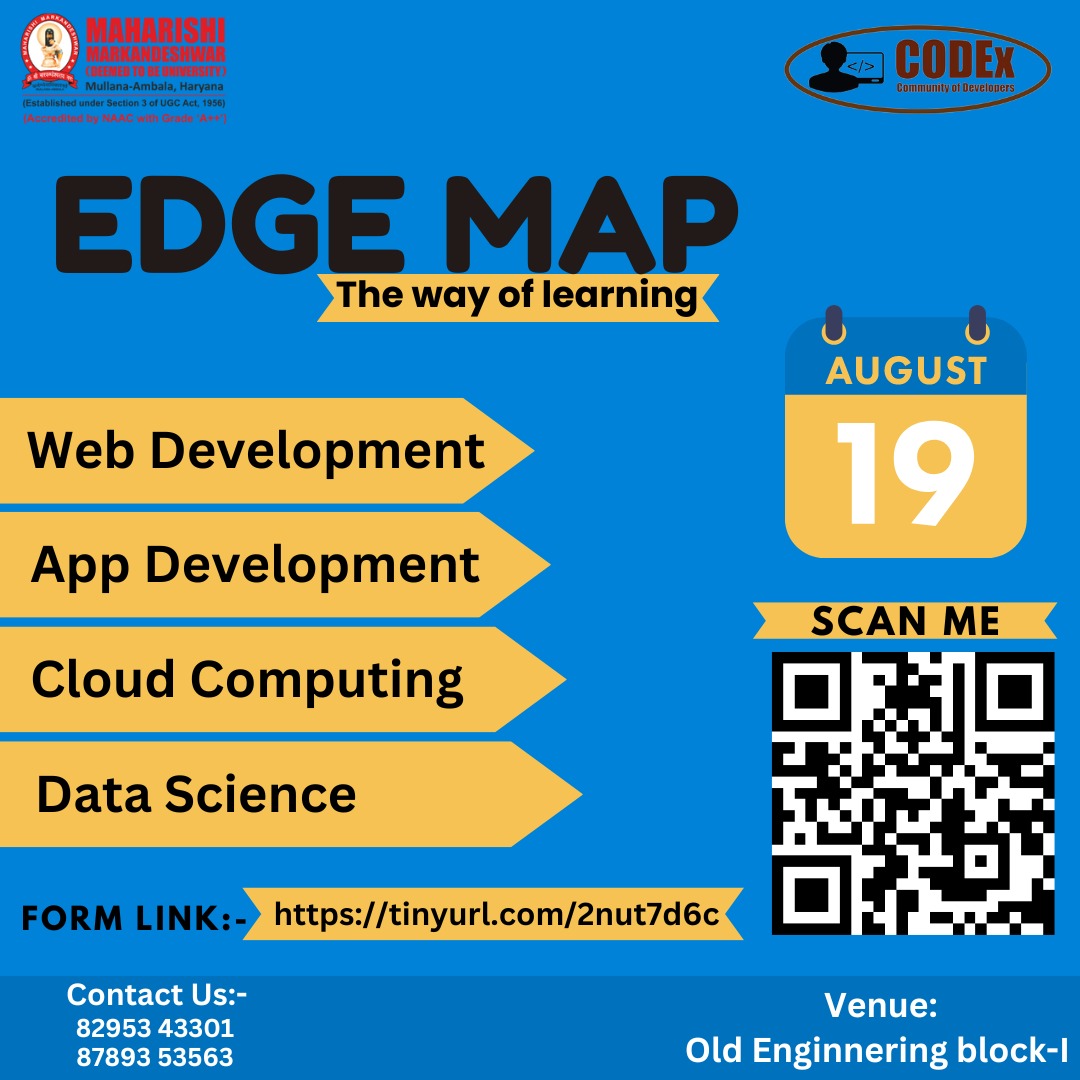 MAHARISHI
MARKANDESHWAR
(DEEMED TO BE UNIVERSITY)
Mullana-Ambala, Haryana
(Established under Section 3 of UGC Act, 1956)
(Accredited by NAAC with Grade 'A++')
</>
CODEx
Community of Developers
EDGE MAP
The way of learning
AUGUST
19
Web Development
App Development
Cloud Computing
Data Science
SCAN ME
FORM LINK:- https://tinyurl.com/2nut7d6c
Contact Us:-
82953 43301
87893 53563
Venue:
Old Enginnering block-I